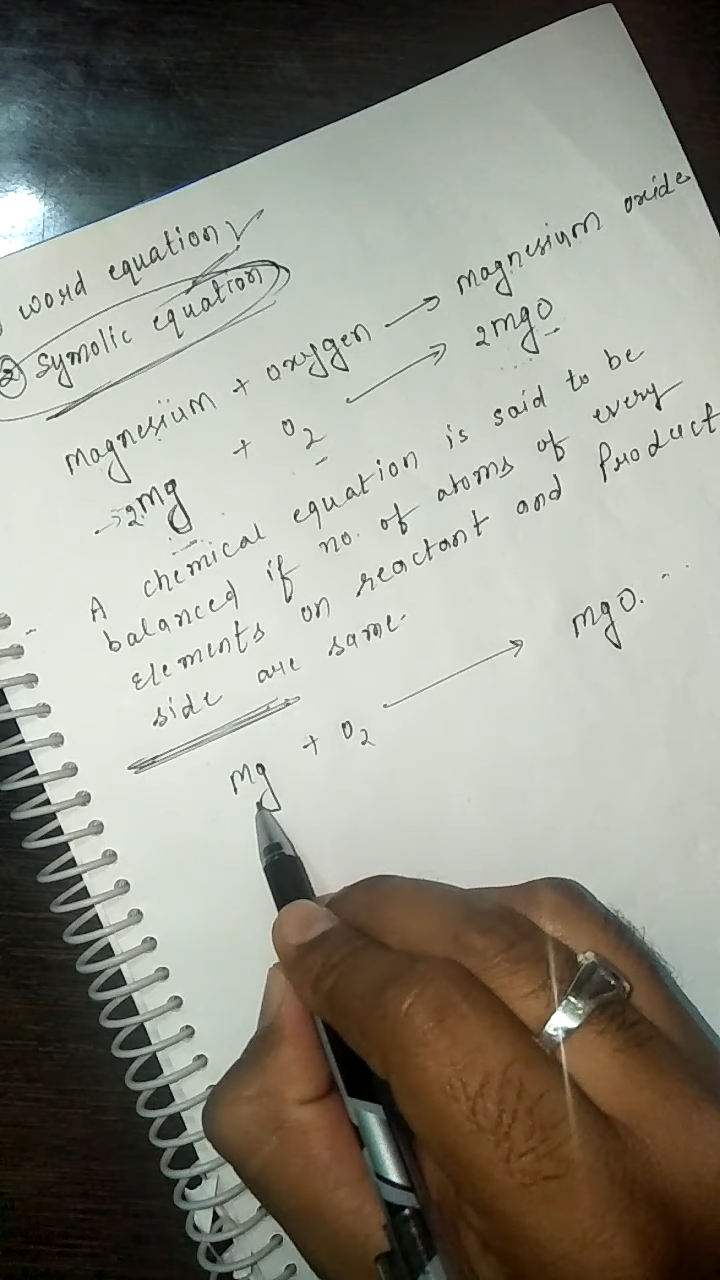 word equation
② Symolic equation
magnesium + oxygen → magnesium oxide
2mg + O2 → 2mgO
A chemical equation is said to be
balanced if no. of atoms of every
elements on reactant and Product
side are same.
mg + O2 → mgo.